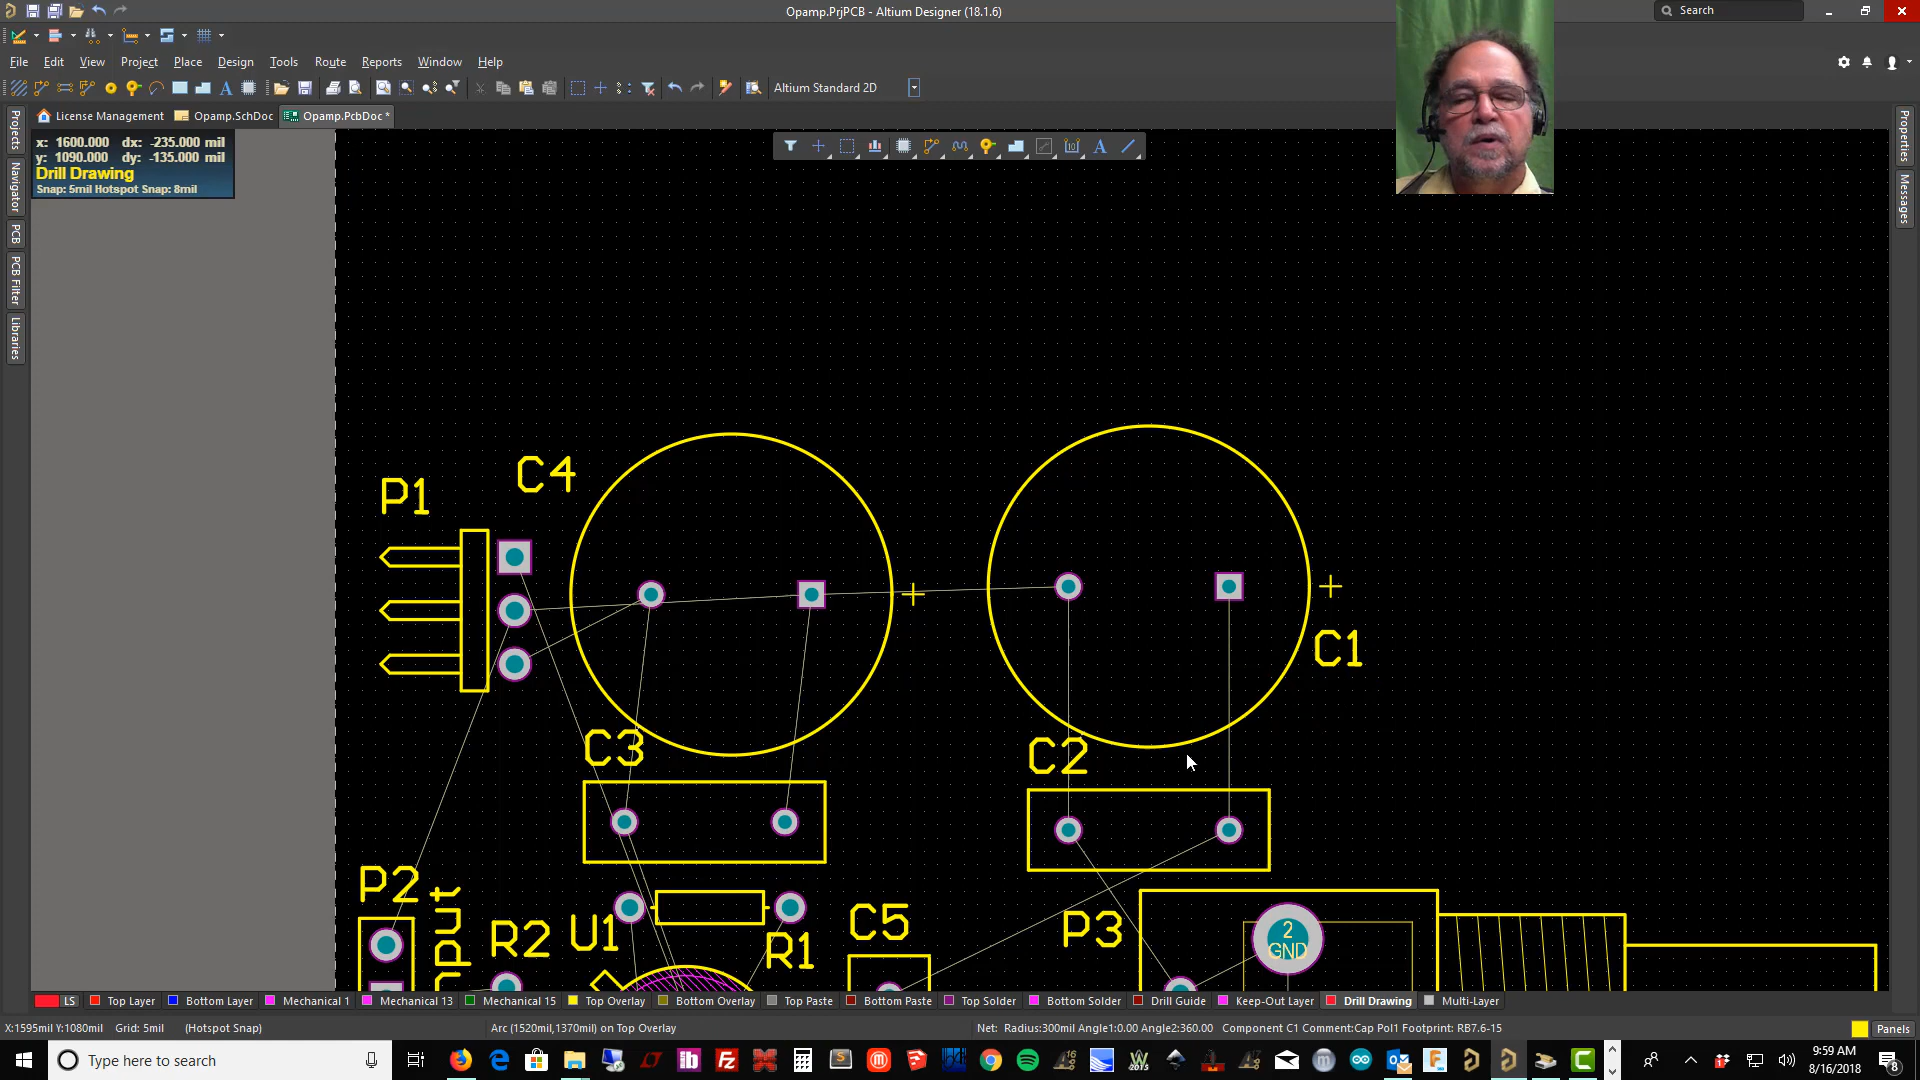 Opamp.PrjPCB - Altium Designer (18.1.6)
Search
File Edit View Project Place Design Tools Route Reports Window Help
Altium Standard 2D
License Management Opamp.SchDoc Opamp.PcbDoc *
x: 1600.000 dx: -235.000 mil
y: 1090.000 dy: -135.000 mil
Drill Drawing
Snap: 5mil Hotspot Snap: 8mil
Projects
Navigator
PCB
PCB Filter
Libraries
Properties
Messages
C4
P1
C1
C3
C2
P2
R2
U1
R1
C5
P3
2
GND
LS Top Layer Bottom Layer Mechanical 1 Mechanical 13 Mechanical 15 Top Overlay Bottom Overlay Top Paste Bottom Paste Top Solder Bottom Solder Drill Guide Keep-Out Layer Drill Drawing Multi-Layer
X:1595mil Y:1080mil Grid: 5mil (Hotspot Snap) Arc (1520mil,1370mil) on Top Overlay Net: Radius:300mil Angle1:0.00 Angle2:360.00 Component C1 Comment:Cap Pol1 Footprint: RB7.6-15 Panels
Type here to search
9:59 AM
8/16/2018
8